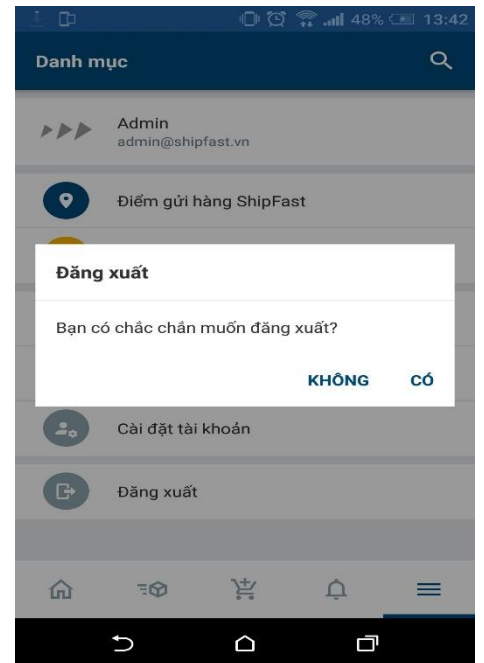 48% 13:42
Danh mục
Admin
admin@shipfast.vn
Điểm gửi hàng ShipFast
Đăng xuất
Bạn có chắc chắn muốn đăng xuất?
KHÔNG CÓ
Cài đặt tài khoản
Đăng xuất